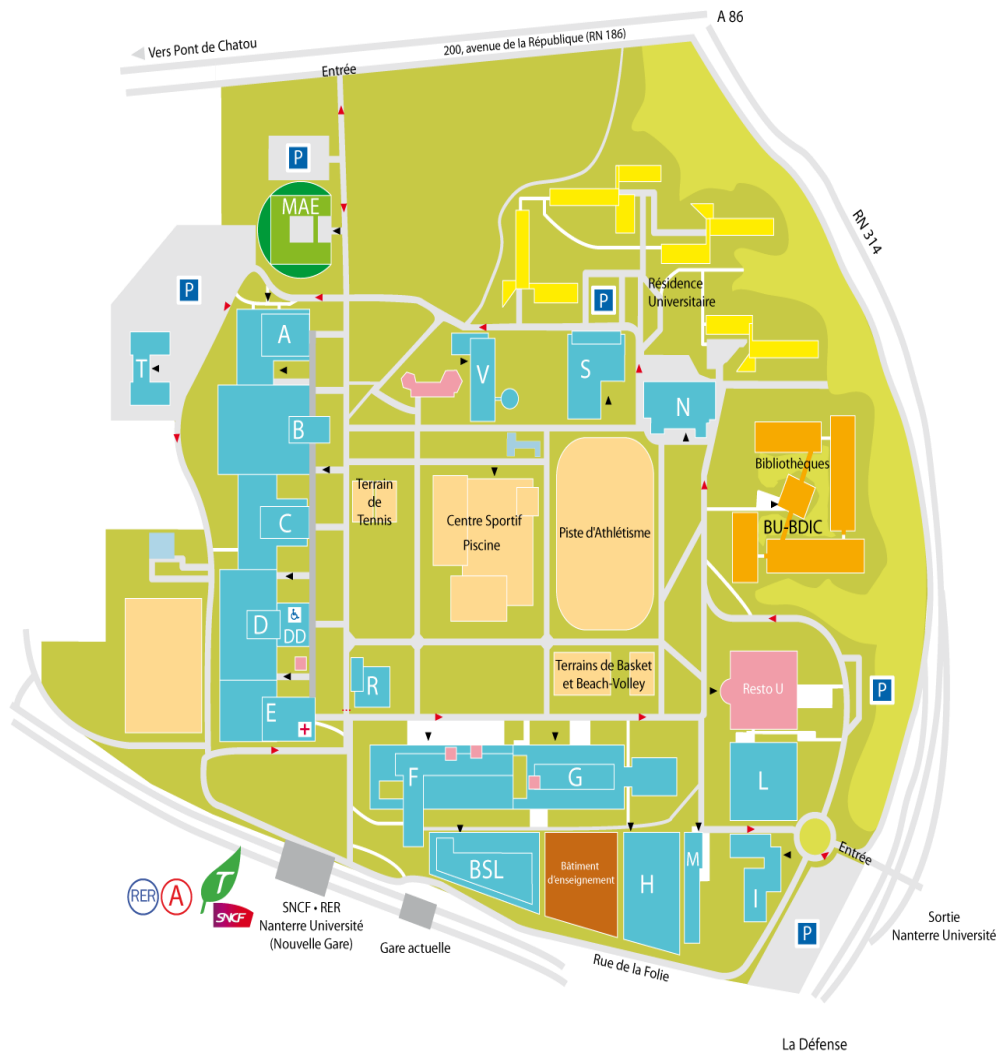 A 86
Vers Pont de Chatou
200, avenue de la République (RN 186)
Entrée
P
MAE
RN 314
P
Résidence
Universitaire
P
A
T
V
S
N
B
Bibliothèques
Terrain
de
Tennis
Centre Sportif
Piscine
Piste d'Athlétisme
C
BU-BDIC
D
DD
Terrains de Basket
et Beach-Volley
R
Resto U
P
E
F
G
L
BSL
Bâtiment
d'enseignement
H
M
I
Entrée
RER
A
T
SNCF
SNCF • RER
Nanterre Université
(Nouvelle Gare)
Gare actuelle
Rue de la Folie
P
Sortie
Nanterre Université
La Défense